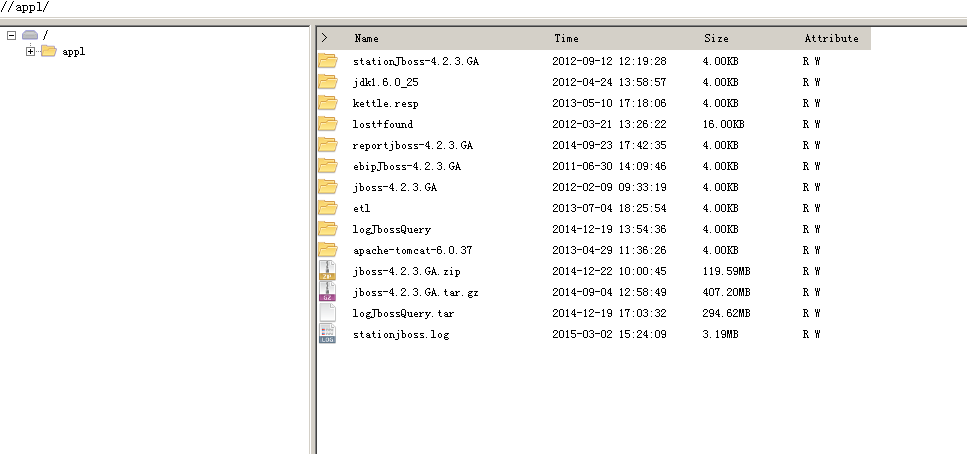 //appl/
/
appl
Name Time Size Attribute
stationJboss-4.2.3.GA 2012-09-12 12:19:28 4.00KB R W
jdk1.6.0_25 2012-04-24 13:58:57 4.00KB R W
kettle.resp 2013-05-10 17:18:06 4.00KB R W
lost+found 2012-03-21 13:26:22 16.00KB R W
reportjboss-4.2.3.GA 2014-09-23 17:42:35 4.00KB R W
ebipJboss-4.2.3.GA 2011-06-30 14:09:46 4.00KB R W
jboss-4.2.3.GA 2012-02-09 09:33:19 4.00KB R W
etl 2013-07-04 18:25:54 4.00KB R W
logJbossQuery 2014-12-19 13:54:36 4.00KB R W
apache-tomcat-6.0.37 2013-04-29 11:36:26 4.00KB R W
ZIP jboss-4.2.3.GA.zip 2014-12-22 10:00:45 119.59MB R W
GZ jboss-4.2.3.GA.tar.gz 2014-09-04 12:58:49 407.20MB R W
logJbossQuery.tar 2014-12-19 17:03:32 294.62MB R W
LOG stationjboss.log 2015-03-02 15:24:09 3.19MB R W